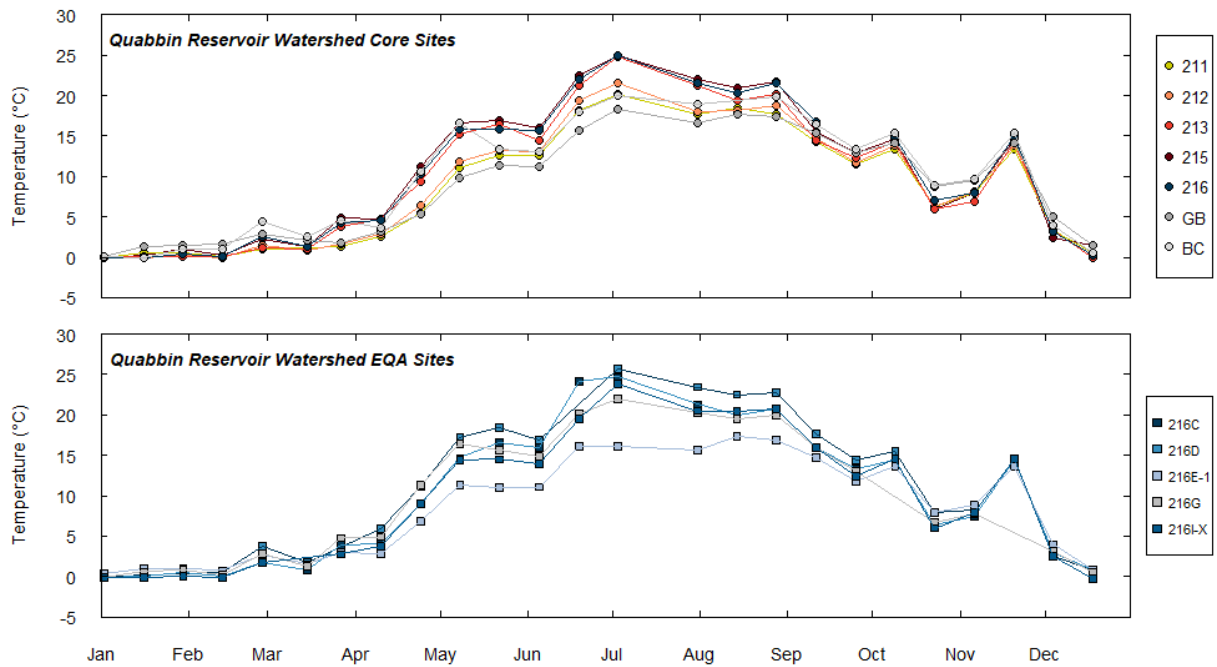 30
25
20
15
10
5
0
-5
Temperature (°C)
Quabbin Reservoir Watershed Core Sites
211
212
213
215
216
GB
BC
30
25
20
15
10
5
0
-5
Temperature (°C)
Quabbin Reservoir Watershed EQA Sites
216C
216D
216E-1
216G
216I-X
Jan Feb Mar Apr May Jun Jul Aug Sep Oct Nov Dec